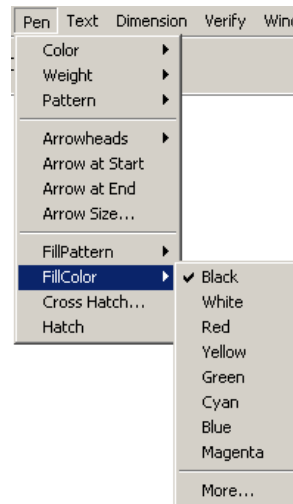 Pen Text Dimension Verify
Color
Weight
Pattern
Arrowheads
Arrow at Start
Arrow at End
Arrow Size...
FillPattern
FillColor
Black
Cross Hatch...
White
Hatch
Red
Yellow
Green
Cyan
Blue
Magenta
More...